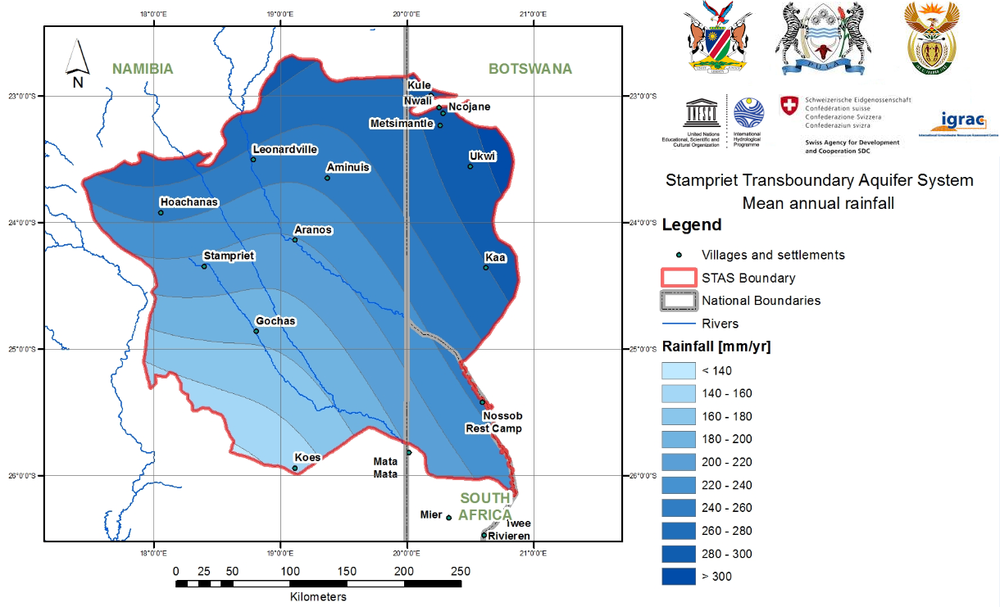 18°0'0"E 19°0'0"E 20°0'0"E 21°0'0"E
NAMIBIA
BOTSWANA
N
23°0'0"S
24°0'0"S
25°0'0"S
26°0'0"S
Kule
Nwali
Ncojane
Metsimantle
Ukwi
Leonardville
Aminuis
Hoachanas
Aranos
Stampriet
Kaa
Gochas
Nossob
Rest Camp
Koes
Mata
Mata
SOUTH
AFRICA
Mier
Twee
Rivieren
23°0'0"S
24°0'0"S
25°0'0"S
26°0'0"S
18°0'0"E 19°0'0"E 20°0'0"E 21°0'0"E
0 25 50 100 150 200 250
Kilometers
PULA
UNESCO
United Nations
Educational, Scientific and
Cultural Organization
International
Hydrological
Programme
Schweizerische Eidgenossenschaft
Confédération suisse
Confederazione Svizzera
Confederaziun svizra
Swiss Agency for Development
and Cooperation SDC
igrac
International Groundwater Resources Assessment Centre
Stampriet Transboundary Aquifer System
Mean annual rainfall
Legend
Villages and settlements
STAS Boundary
National Boundaries
Rivers
Rainfall [mm/yr]
< 140
140 - 160
160 - 180
180 - 200
200 - 220
220 - 240
240 - 260
260 - 280
280 - 300
> 300